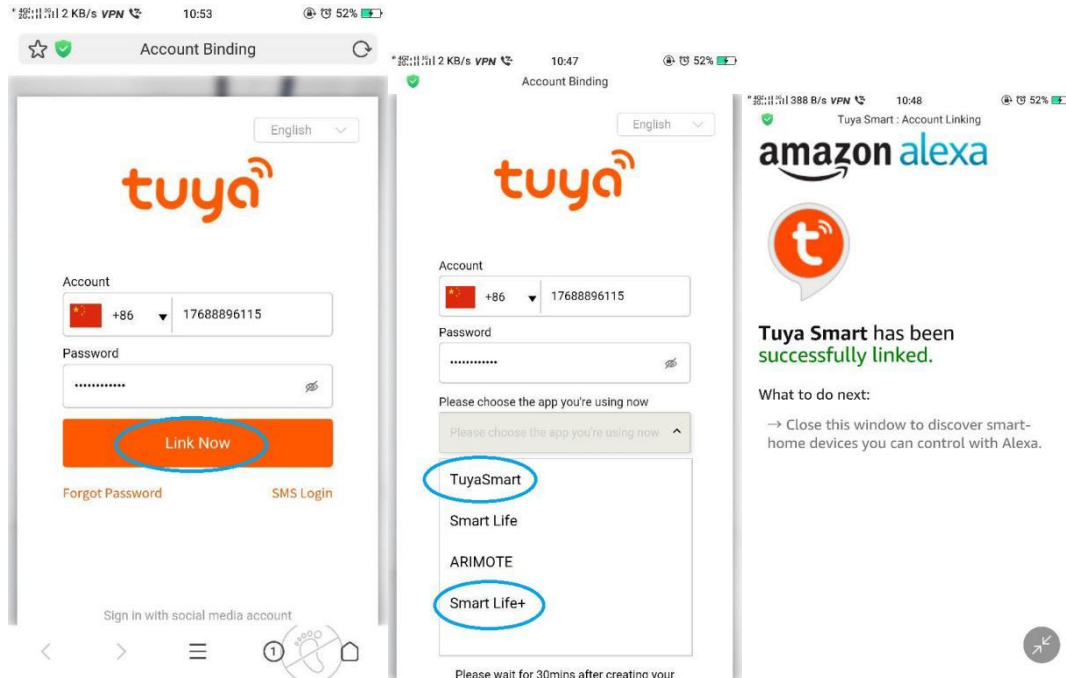 2 KB/s VPN 10:53 52%
Account Binding
English
tuya
Account
+86 17688896115
Password
Link Now
Forgot Password SMS Login
Sign in with social media account
1
2 KB/s VPN 10:47 52%
Account Binding
English
tuya
Account
+86 17688896115
Password
Please choose the app you're using now
Please choose the app you're using now
TuyaSmart
Smart Life
ARIMOTE
Smart Life+
Please wait for 30mins after creating your
388 B/s VPN 10:48 52%
Tuya Smart : Account Linking
amazon alexa
t
Tuya Smart has been
successfully linked.
What to do next:
→ Close this window to discover smart-
home devices you can control with Alexa.